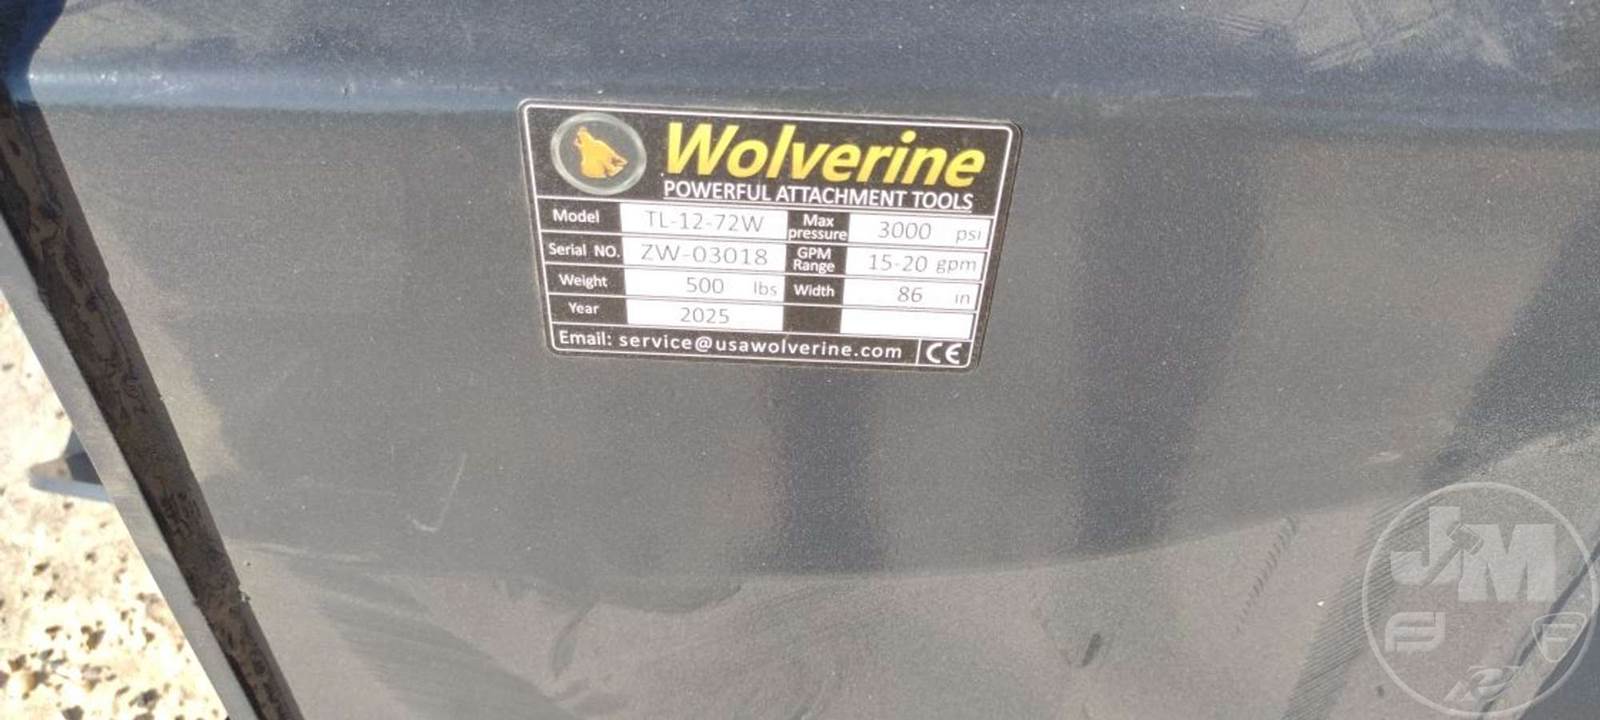 Wolverine
POWERFUL ATTACHMENT TOOLS
Model TL-12-72W Max pressure 3000 psi
Serial NO. ZW-03018 GPM Range 15-20 gpm
Weight 500 lbs Width 86 in
Year 2025
Email: service@usawolverine.com CE
JM